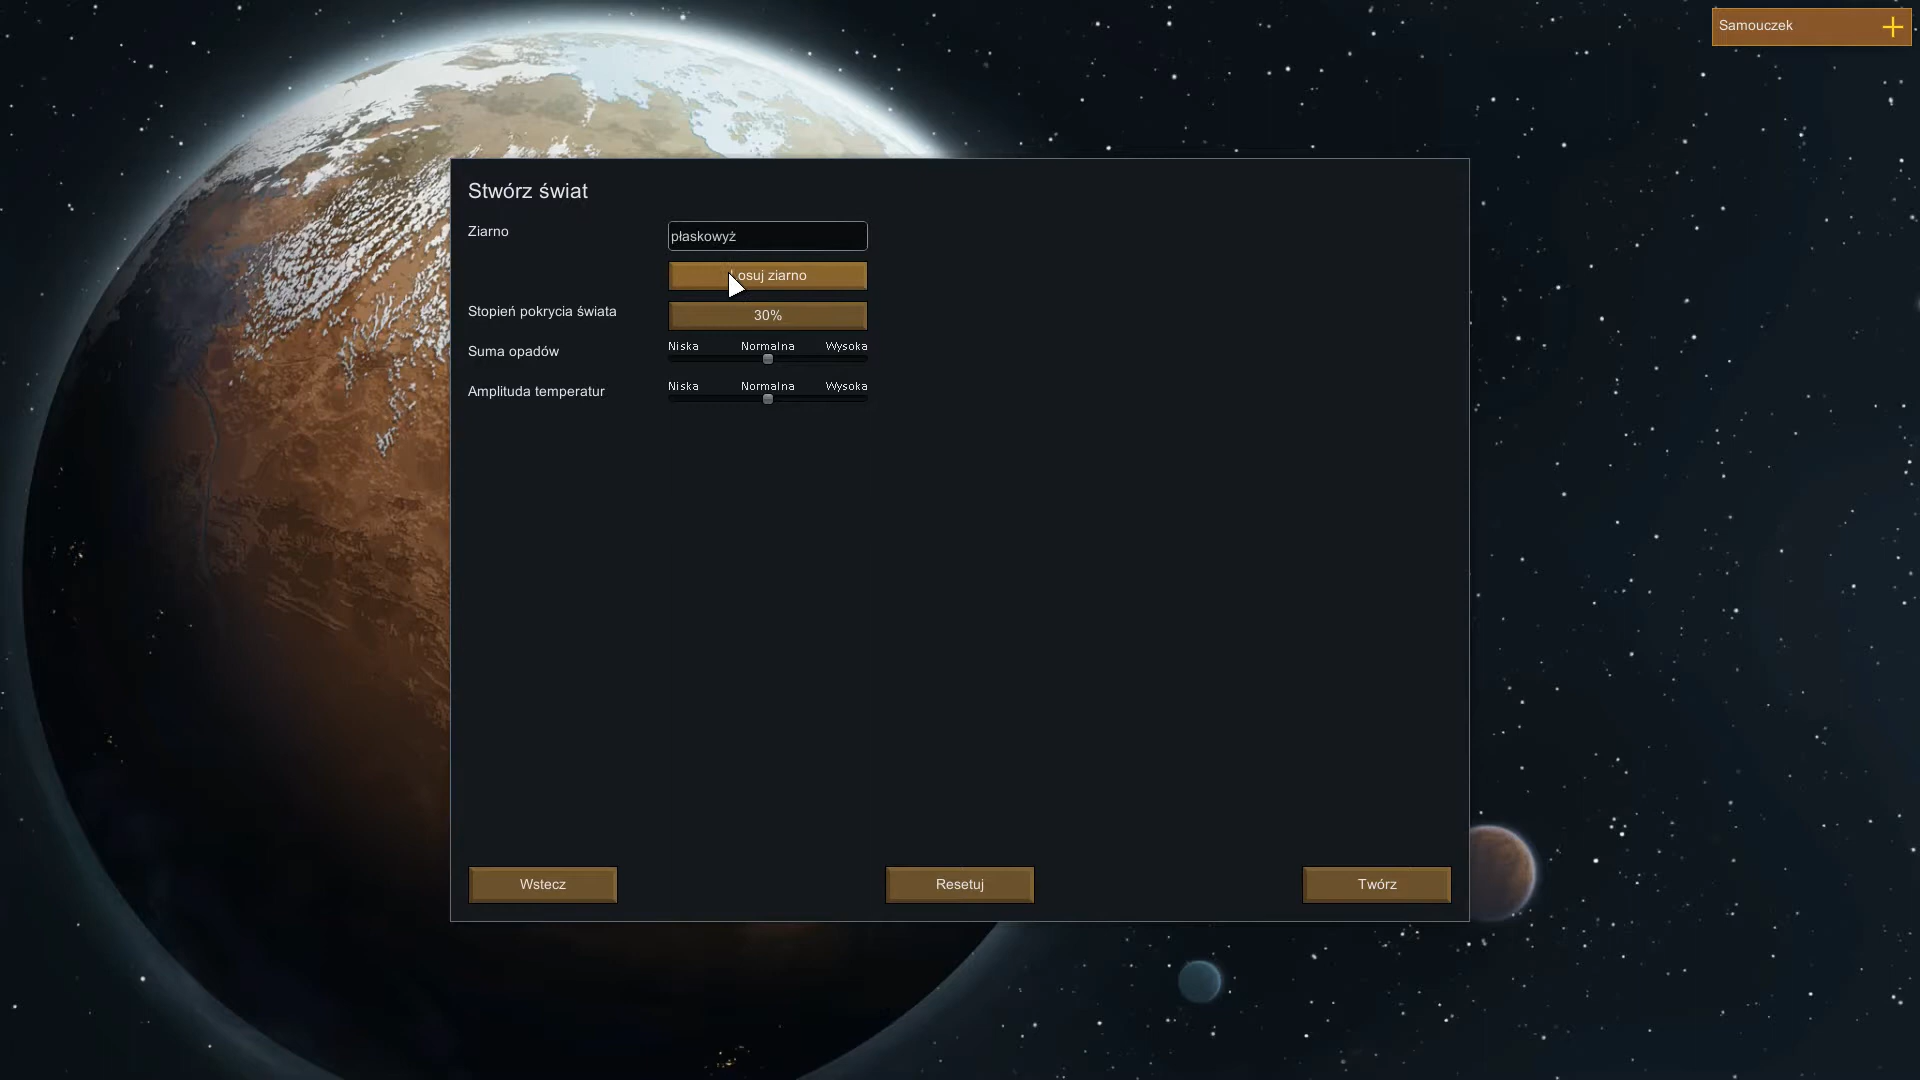 Samouczek
Stwórz świat
Ziarno
płaskowyż
Losuj ziarno
Stopień pokrycia świata
30%
Suma opadów
Niska Normalna Wysoka
Amplituda temperatur
Niska Normalna Wysoka
Wstecz
Resetuj
Twórz